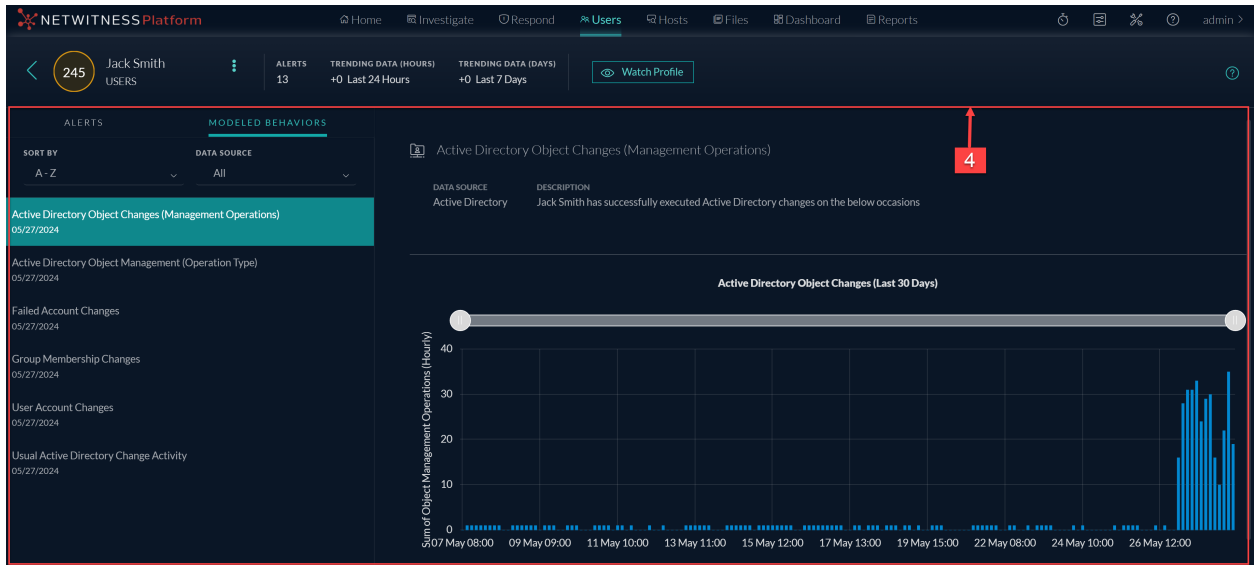 NETWITNESS Platform
Home Investigate Respond Users Hosts Files Dashboard Reports admin >
245
Jack Smith
USERS
ALERTS
13
TRENDING DATA (HOURS)
+0 Last 24 Hours
TRENDING DATA (DAYS)
+0 Last 7 Days
Watch Profile
4
ALERTS MODELED BEHAVIORS
SORT BY DATA SOURCE
A - Z All
Active Directory Object Changes (Management Operations)
05/27/2024
Active Directory Object Management (Operation Type)
05/27/2024
Failed Account Changes
05/27/2024
Group Membership Changes
05/27/2024
User Account Changes
05/27/2024
Usual Active Directory Change Activity
05/27/2024
Active Directory Object Changes (Management Operations)
DATA SOURCE DESCRIPTION
Active Directory Jack Smith has successfully executed Active Directory changes on the below occasions
Active Directory Object Changes (Last 30 Days)
Sum of Object Management Operations (Hourly)
40
30
20
10
0
07 May 08:00 09 May 09:00 11 May 10:00 13 May 11:00 15 May 12:00 17 May 13:00 19 May 15:00 22 May 08:00 24 May 10:00 26 May 12:00